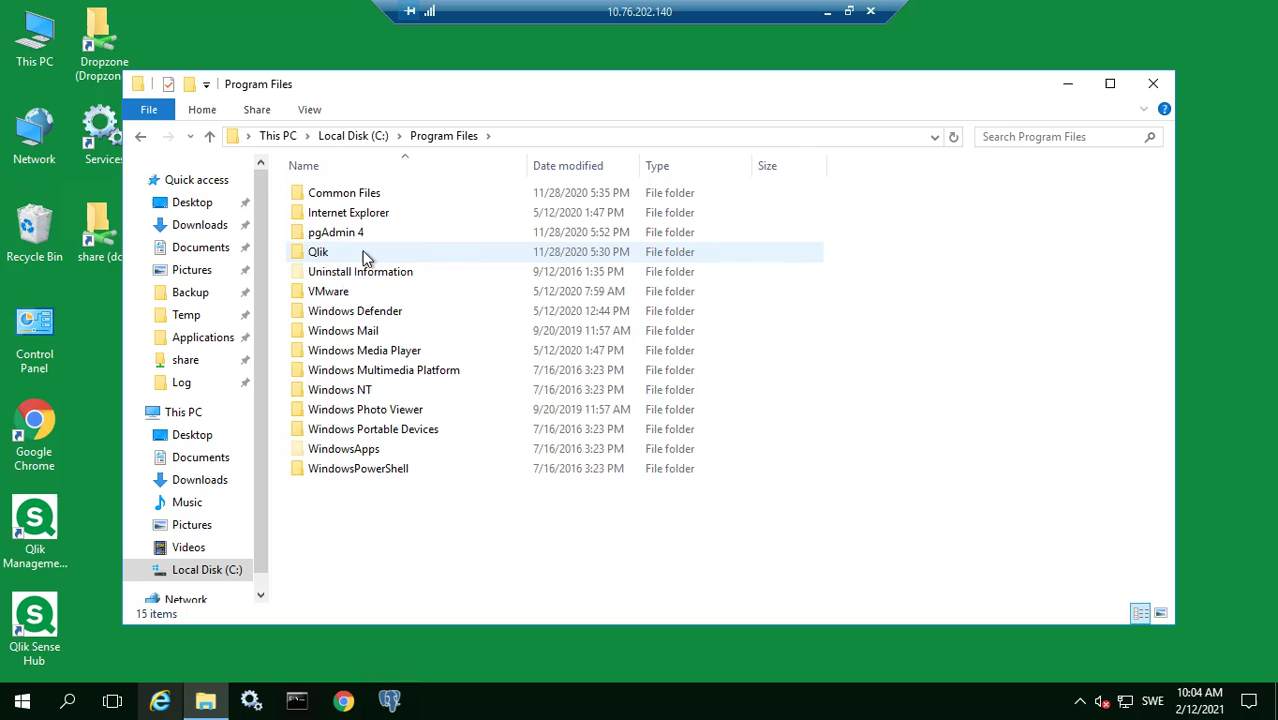 10.76.202.140
This PC
Dropzone
(Dropzon
Network
Services
Recycle Bin
share (dc
Control
Panel
Google
Chrome
Qlik
Manageme...
Qlik Sense
Hub
Program Files
File
Home
Share
View
This PC
Local Disk (C:)
Program Files
Search Program Files
Quick access
Desktop
Downloads
Documents
Pictures
Backup
Temp
Applications
share
Log
This PC
Desktop
Documents
Downloads
Music
Pictures
Videos
Local Disk (C:)
Network
Name Date modified Type Size
Common Files 11/28/2020 5:35 PM File folder
Internet Explorer 5/12/2020 1:47 PM File folder
pgAdmin 4 11/28/2020 5:52 PM File folder
Qlik 11/28/2020 5:30 PM File folder
Uninstall Information 9/12/2016 1:35 PM File folder
VMware 5/12/2020 7:59 AM File folder
Windows Defender 5/12/2020 12:44 PM File folder
Windows Mail 9/20/2019 11:57 AM File folder
Windows Media Player 5/12/2020 1:47 PM File folder
Windows Multimedia Platform 7/16/2016 3:23 PM File folder
Windows NT 7/16/2016 3:23 PM File folder
Windows Photo Viewer 9/20/2019 11:57 AM File folder
Windows Portable Devices 7/16/2016 3:23 PM File folder
WindowsApps 7/16/2016 3:23 PM File folder
WindowsPowerShell 7/16/2016 3:23 PM File folder
15 items
SWE
10:04 AM
2/12/2021